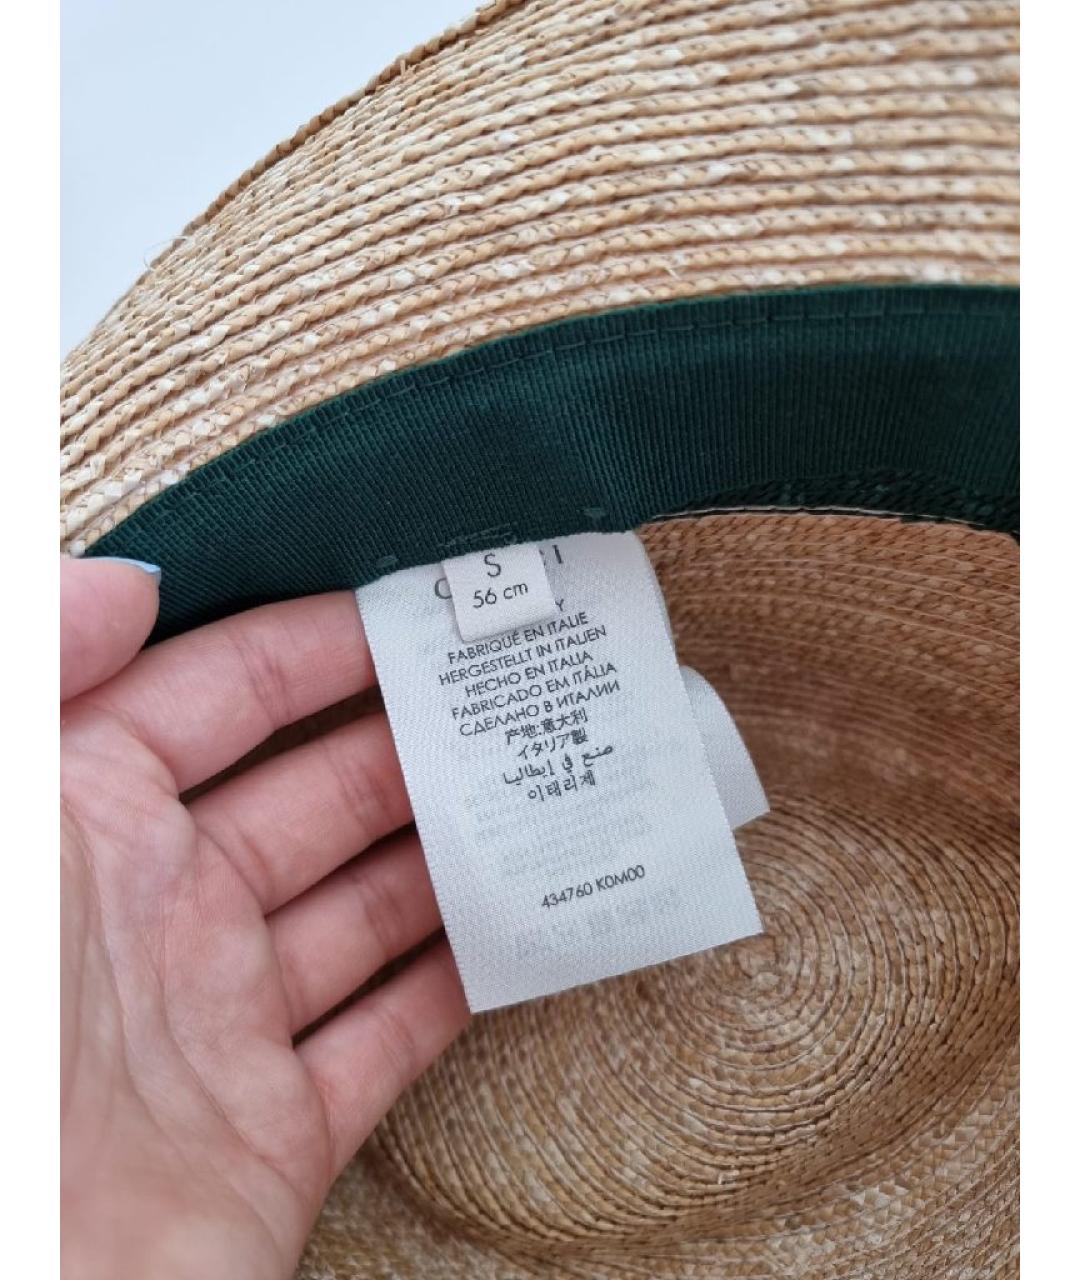 S
56 cm
FABRIQUÉ EN ITALIE
HERGESTELLT IN ITALIEN
HECHO EN ITALIA
FABRICADO EM ITÁLIA
СДЕЛАНО В ИТАЛИИ
产地:意大利
イタリア製
صنع في إيطاليا
이태리제
434760 K0M00